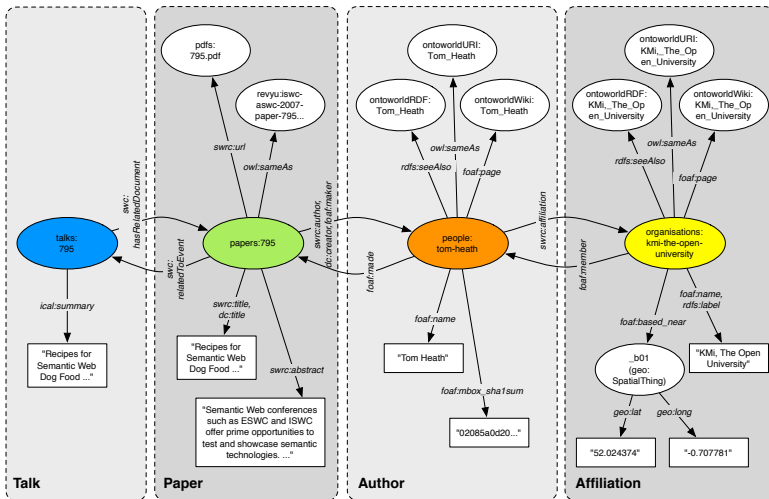 pdfs:
795.pdf
revyu:iswc-
aswc-2007-
paper-795...
swrc:url
owl:sameAs
ontoworldURI:
Tom_Heath
ontoworldRDF:
Tom_Heath
ontoworldWiki:
Tom_Heath
owl:sameAs
rdfs:seeAlso
foaf:page
ontoworldURI:
KMi,_The_Op
en_University
ontoworldRDF:
KMi,_The_Op
en_University
ontoworldWiki:
KMi,_The_Op
en_University
owl:sameAs
rdfs:seeAlso
foaf:page
swc:
hasRelatedDocument
swrc:author,
dc:creator,foaf:maker
swrc:affiliation
talks:
795
papers:795
people:
tom-heath
organisations:
kmi-the-open-
university
swc:
relatedToEvent
foaf:made
foaf:member
ical:summary
swrc:title,
dc:title
swrc:abstract
foaf:name
foaf:mbox_sha1sum
foaf:based_near
foaf:name,
rdfs:label
"Recipes for
Semantic Web
Dog Food ..."
"Recipes for
Semantic Web
Dog Food ..."
"Tom Heath"
_b01
(geo:
SpatialThing)
"KMi, The Open
University"
"Semantic Web conferences
such as ESWC and ISWC
offer prime opportunities to
test and showcase semantic
technologies. ..."
"02085a0d20..."
geo:lat
geo:long
"52.024374"
"-0.707781"
Talk
Paper
Author
Affiliation